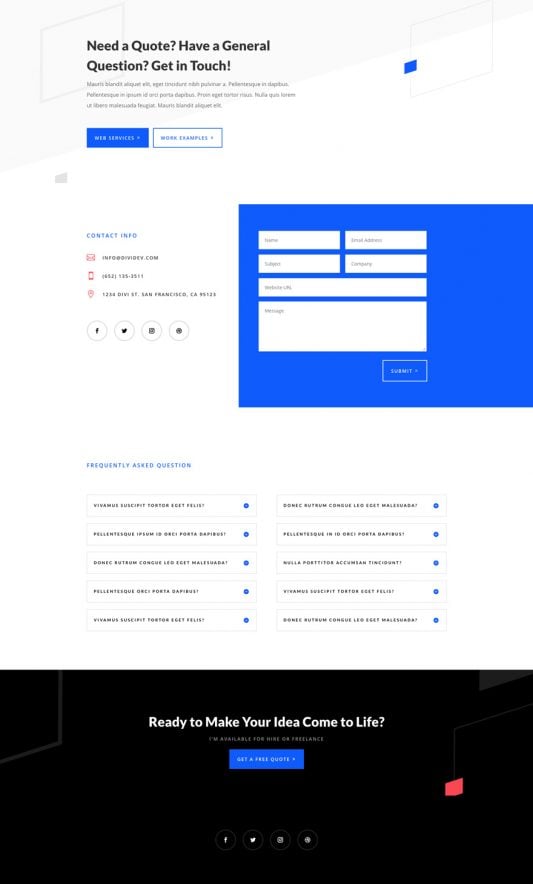 Need a Quote? Have a General
Question? Get in Touch!
Mauris blandit aliquet elit, eget tincidunt nibh pulvinar a. Pellentesque in dapibus.
Pellentesque in ipsum id orci porta dapibus. Proin eget tortor risus. Nulla quis lorem
ut libero malesuada feugiat. Mauris blandit aliquet elit.
WEB SERVICES >
WORK EXAMPLES >
CONTACT INFO
INFO@DIVIDEV.COM
(652) 135-3511
1234 DIVI ST. SAN FRANCISCO, CA 95123
Name
Email Address
Subject
Company
Website URL
Message
SUBMIT >
FREQUENTLY ASKED QUESTION
VIVAMUS SUSCIPIT TORTOR EGET FELIS?
DONEC RUTRUM CONGUE LEO EGET MALESUADA?
PELLENTESQUE IPSUM ID ORCI PORTA DAPIBUS?
PELLENTESQUE IN ID ORCI PORTA DAPIBUS?
DONEC RUTRUM CONGUE LEO EGET MALESUADA?
NULLA PORTTITOR ACCUMSAN TINCIDUNT?
PELLENTESQUE ORCI PORTA DAPIBUS?
VIVAMUS SUSCIPIT TORTOR EGET FELIS?
VIVAMUS SUSCIPIT TORTOR EGET FELIS?
DONEC RUTRUM CONGUE LEO EGET MALESUADA?
Ready to Make Your Idea Come to Life?
I'M AVAILABLE FOR HIRE OR FREELANCE
GET A FREE QUOTE >